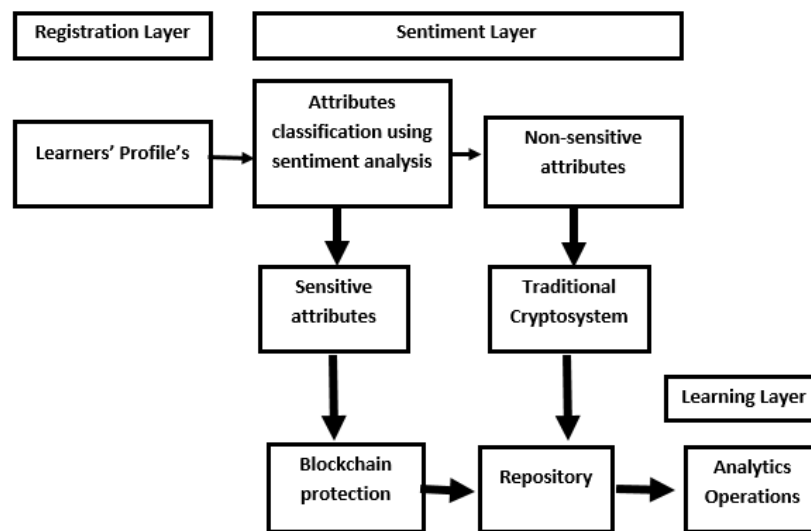 Registration Layer
Sentiment Layer
Learners' Profile's
Attributes
classification using
sentiment analysis
Non-sensitive
attributes
Sensitive
attributes
Traditional
Cryptosystem
Learning Layer
Blockchain
protection
Repository
Analytics
Operations